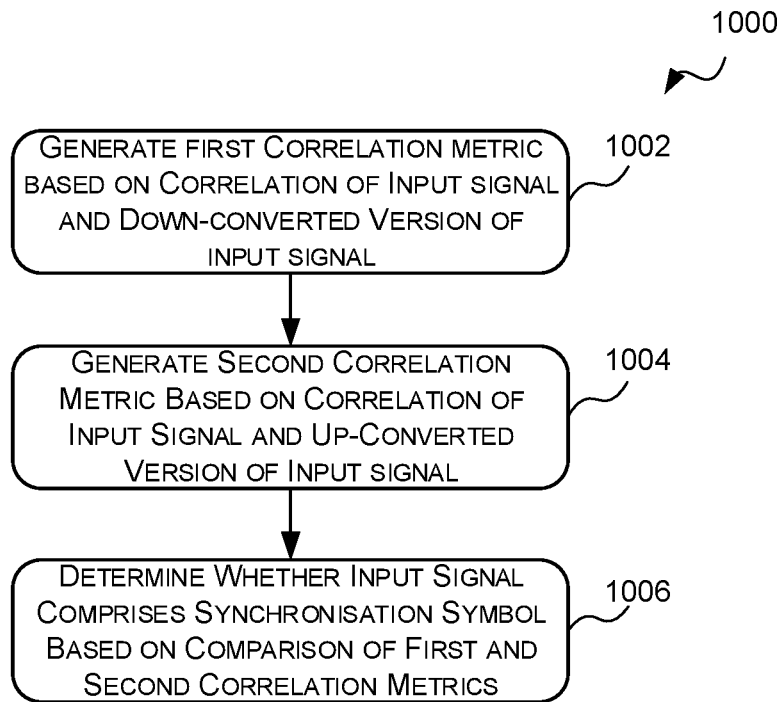 1000
GENERATE FIRST CORRELATION METRIC
BASED ON CORRELATION OF INPUT SIGNAL
AND DOWN-CONVERTED VERSION OF
INPUT SIGNAL
1002
GENERATE SECOND CORRELATION
METRIC BASED ON CORRELATION OF
INPUT SIGNAL AND UP-CONVERTED
VERSION OF INPUT SIGNAL
1004
DETERMINE WHETHER INPUT SIGNAL
COMPRISES SYNCHRONISATION SYMBOL
BASED ON COMPARISON OF FIRST AND
SECOND CORRELATION METRICS
1006